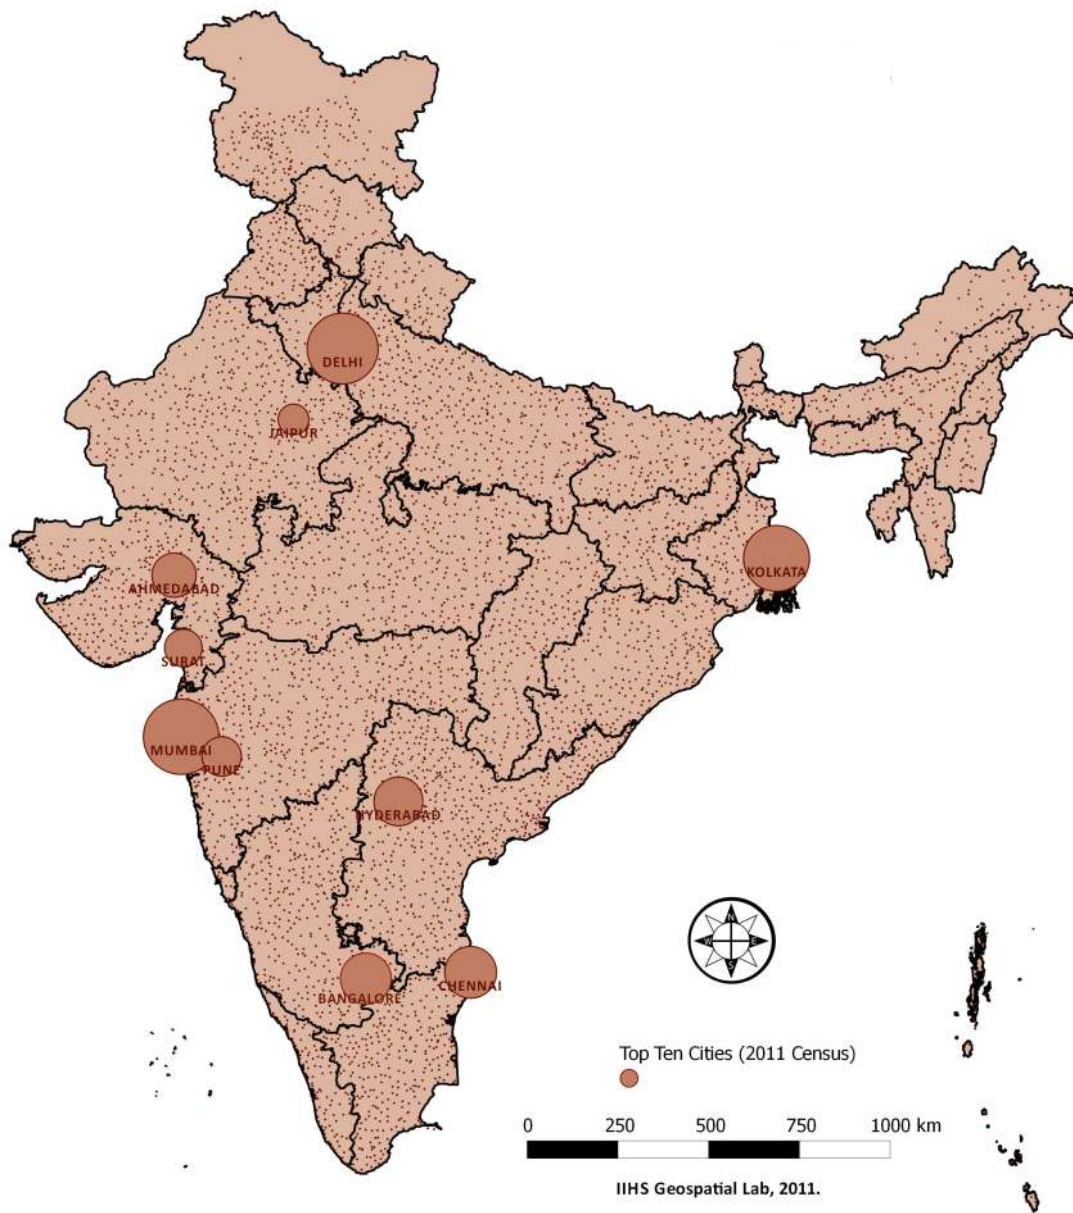 DELHI
JAIPUR
KOLKATA
AHMEDABAD
SURAT
MUMBAI
PUNE
HYDERABAD
N
W E
S
CHENNAI
BANGALORE
Top Ten Cities (2011 Census)
0 250 500 750 1000 km
IIHS Geospatial Lab, 2011.